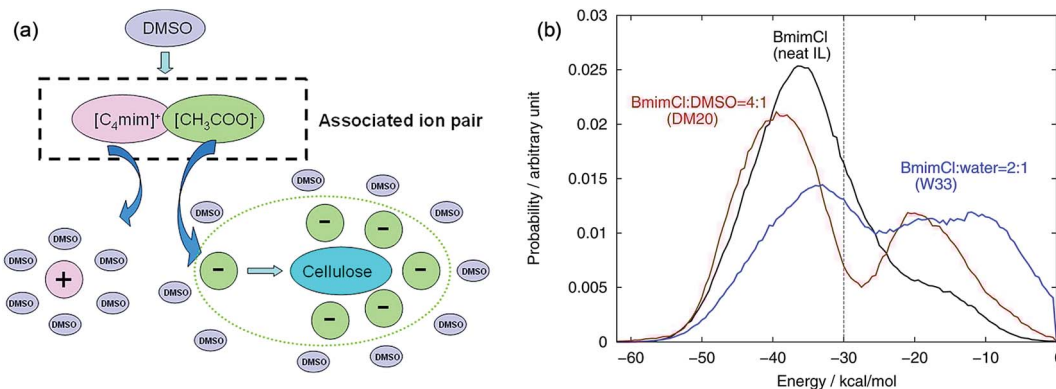 (a)
DMSO
[C₄mim]⁺
[CH₃COO]⁻
Associated ion pair
DMSO
DMSO
DMSO
DMSO
DMSO
DMSO
+
DMSO
DMSO
DMSO
DMSO
DMSO
DMSO
DMSO
DMSO
DMSO
DMSO
−
−
−
Cellulose
−
−
−
(b)
0.03
0.025
0.02
0.015
0.01
0.005
0
Probability / arbitrary unit
BmimCl
(neat IL)
BmimCl:DMSO=4:1
(DM20)
BmimCl:water=2:1
(W33)
−60
−50
−40
−30
−20
−10
0
Energy / kcal/mol